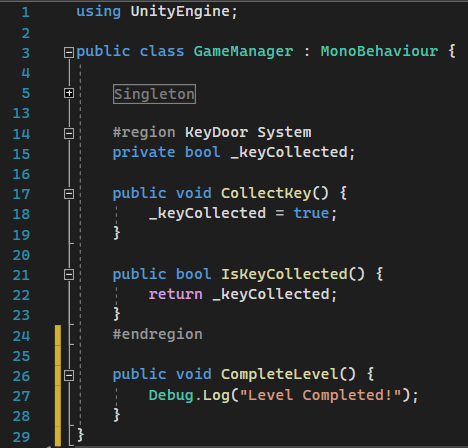 1 using UnityEngine;
2
3 public class GameManager : MonoBehaviour {
4
5 Singleton
13
14 #region KeyDoor System
15 private bool _keyCollected;
16
17 public void CollectKey() {
18 _keyCollected = true;
19 }
20
21 public bool IsKeyCollected() {
22 return _keyCollected;
23 }
24 #endregion
25
26 public void CompleteLevel() {
27 Debug.Log("Level Completed!");
28 }
29 }